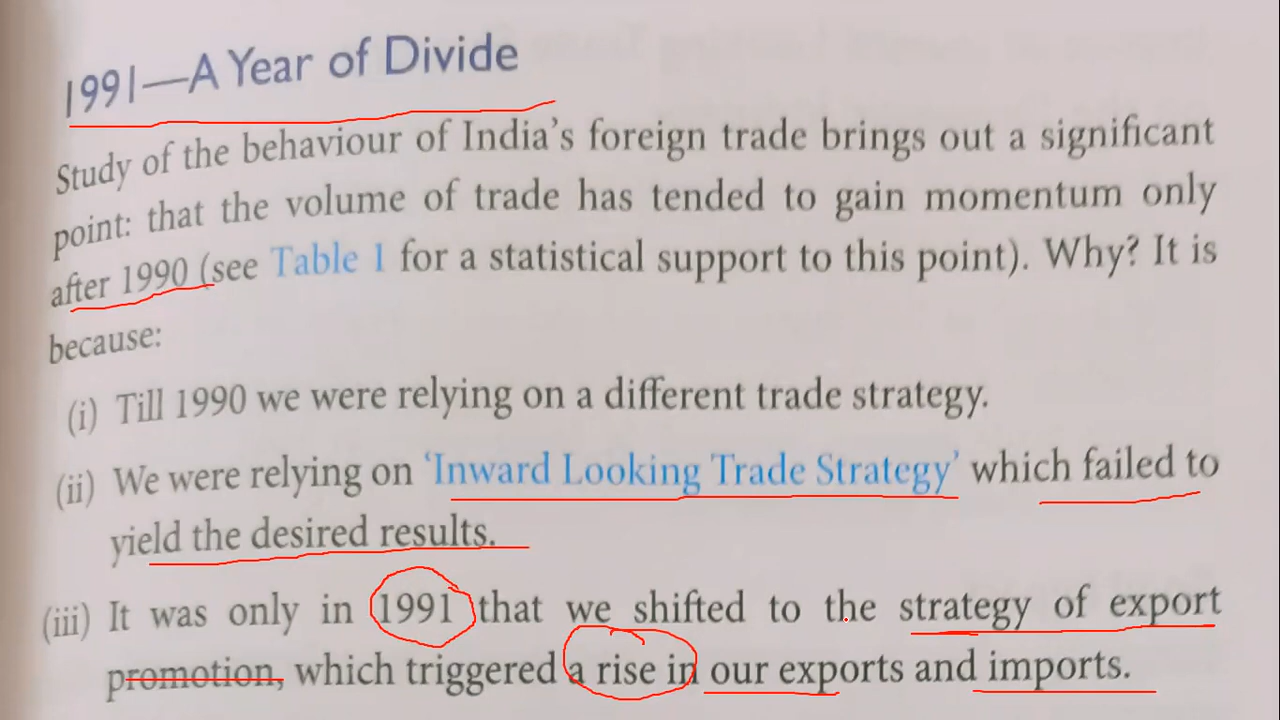 1991—A Year of Divide
Study of the behaviour of India's foreign trade brings out a significant
point: that the volume of trade has tended to gain momentum only
after 1990 (see Table 1 for a statistical support to this point). Why? It is
because:
(i) Till 1990 we were relying on a different trade strategy.
(ii) We were relying on ‘Inward Looking Trade Strategy’ which failed to
yield the desired results.
(iii) It was only in 1991 that we shifted to the strategy of export
promotion, which triggered a rise in our exports and imports.